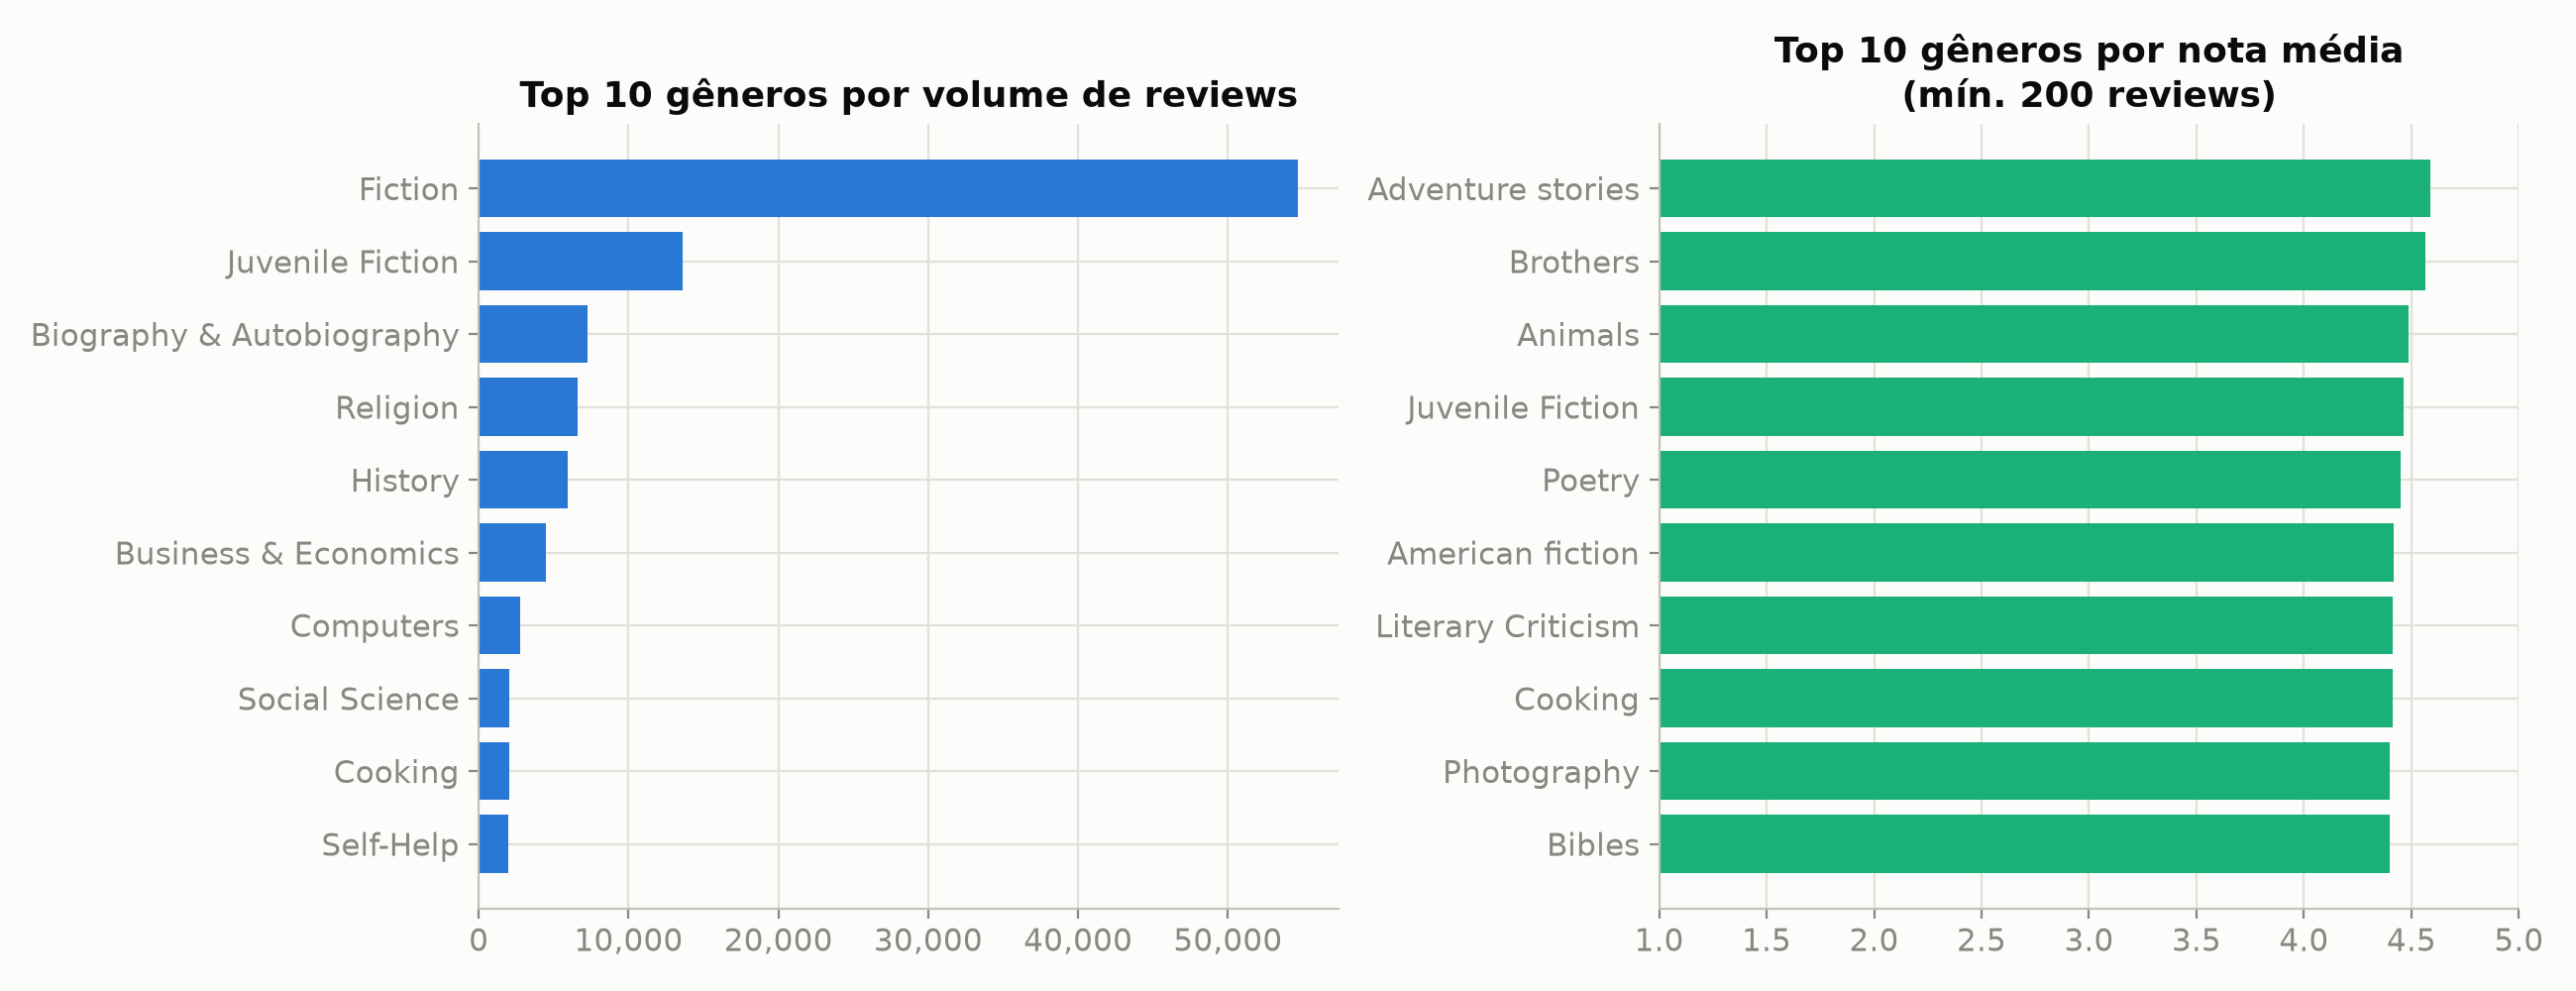 Top 10 gêneros por volume de reviews
Fiction
Juvenile Fiction
Biography & Autobiography
Religion
History
Business & Economics
Computers
Social Science
Cooking
Self-Help
0 10,000 20,000 30,000 40,000 50,000
Top 10 gêneros por nota média
(mín. 200 reviews)
Adventure stories
Brothers
Animals
Juvenile Fiction
Poetry
American fiction
Literary Criticism
Cooking
Photography
Bibles
1.0 1.5 2.0 2.5 3.0 3.5 4.0 4.5 5.0